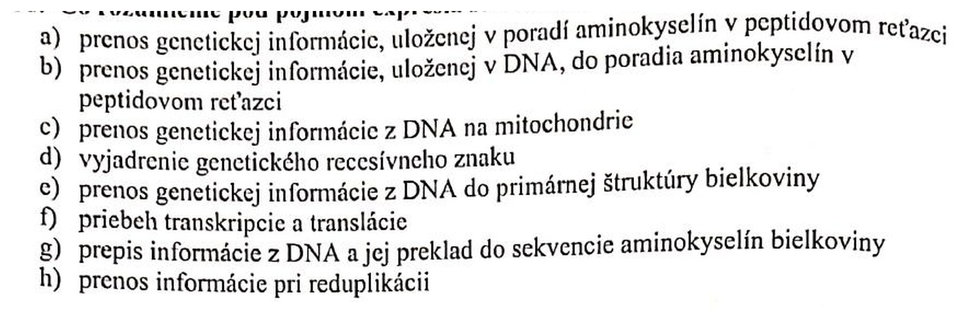 a) prenos genetickej informácie, uloženej v poradí aminokyselín v peptidovom reťazci
b) prenos genetickej informácie, uloženej v DNA, do poradia aminokyselín v
peptidovom reťazci
c) prenos genetickej informácie z DNA na mitochondrie
d) vyjadrenie genetického recesívneho znaku
e) prenos genetickej informácie z DNA do primárnej štruktúry bielkoviny
f) priebeh transkripcie a translácie
g) prepis informácie z DNA a jej preklad do sekvencie aminokyselín bielkoviny
h) prenos informácie pri reduplikácii